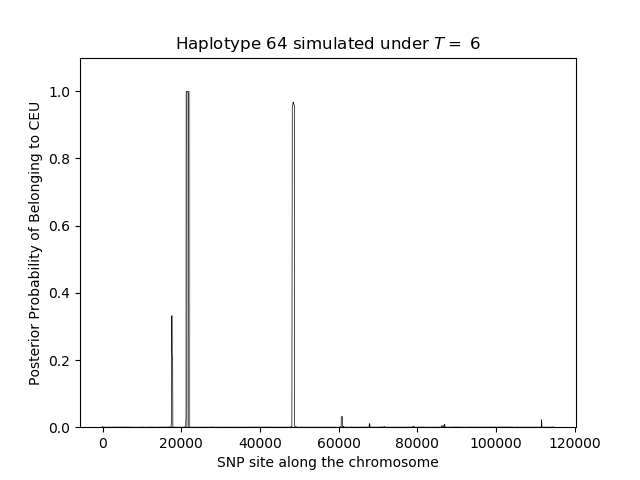 Haplotype 64 simulated under T = 6
Posterior Probability of Belonging to CEU
1.0
0.8
0.6
0.4
0.2
0.0
0 20000 40000 60000 80000 100000 120000
SNP site along the chromosome